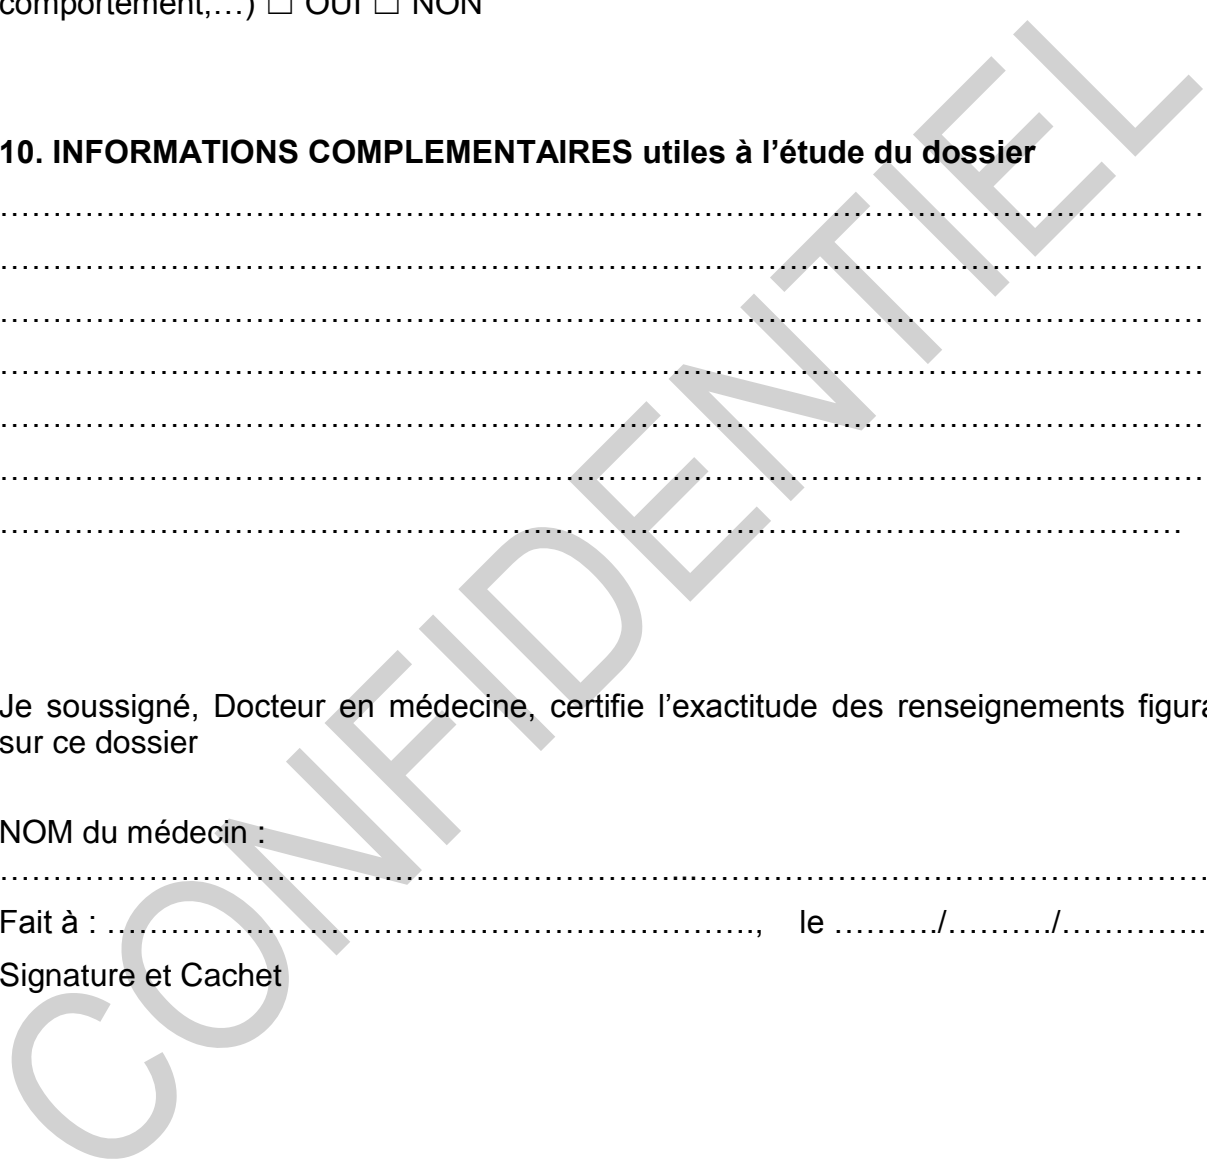 comportement,…) ☐ OUI ☐ NON
10. INFORMATIONS COMPLEMENTAIRES utiles à l’étude du dossier
……………………………………………………………………………………………………
……………………………………………………………………………………………………
……………………………………………………………………………………………………
……………………………………………………………………………………………………
……………………………………………………………………………………………………
……………………………………………………………………………………………………
…………………………………………………………………………………………………
Je soussigné, Docteur en médecine, certifie l’exactitude des renseignements figura
sur ce dossier
NOM du médecin :
………………………………………………………...…………………………………………
Fait à : ……………………………………………………., le ………./………./…………..
Signature et Cachet
CONFIDENTIEL